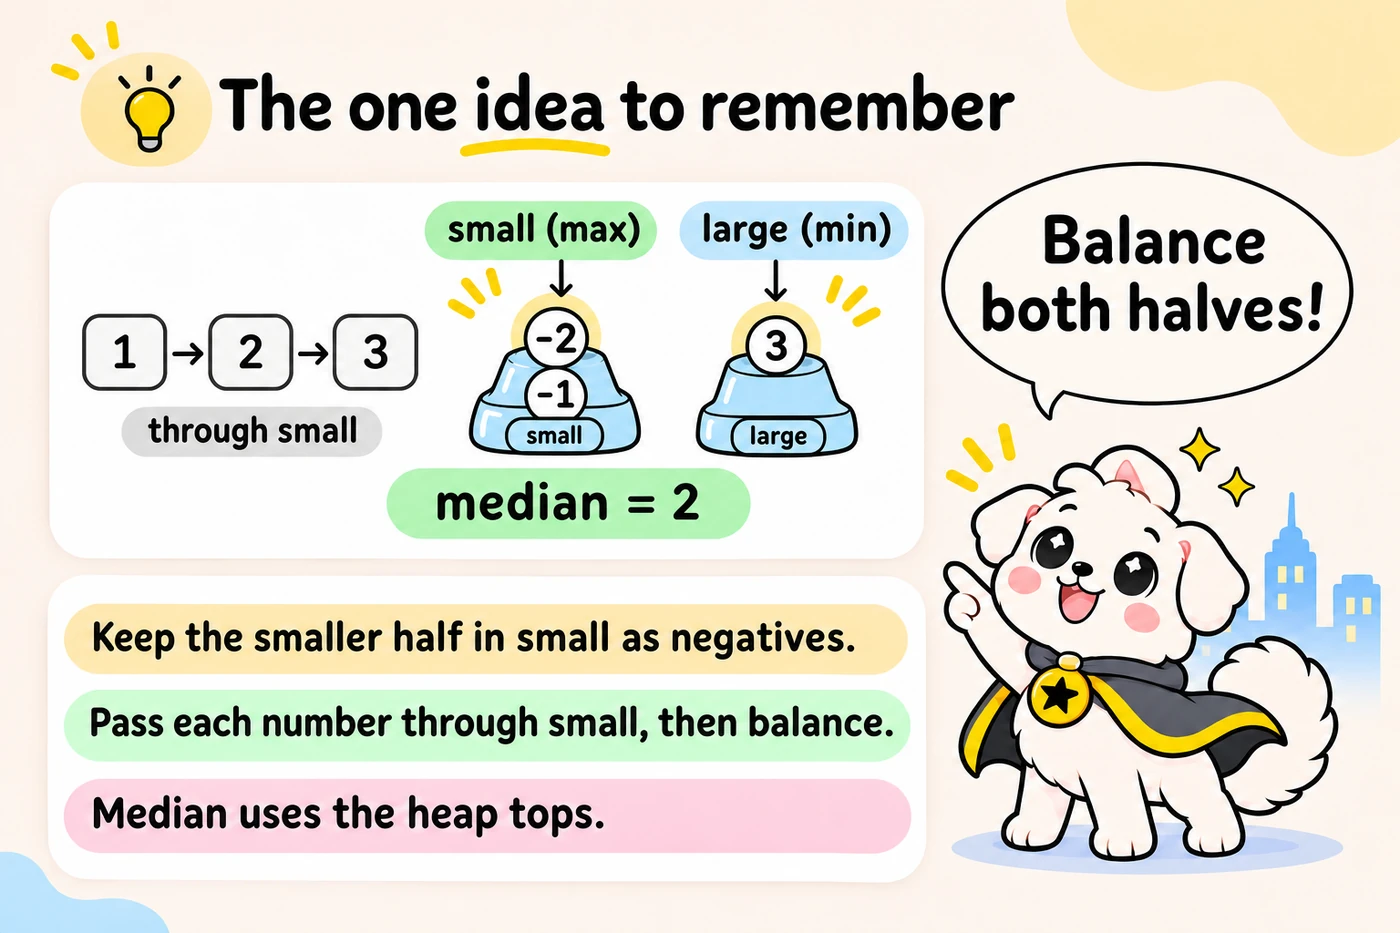 The one idea to remember
small (max)
large (min)
1 → 2 → 3
through small
-2
-1
small
3
large
median = 2
Balance
both halves!
Keep the smaller half in small as negatives.
Pass each number through small, then balance.
Median uses the heap tops.